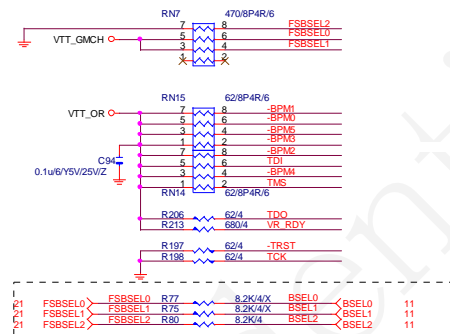 RN7 470/8P4R/6
7 8 FSBSEL2
VTT_GMCH 5 6 FSBSEL0
3 4 FSBSEL1
1 2
RN15 62/8P4R/6
VTT_OR 7 8 -BPM1
5 6 -BPM0
3 4 -BPM5
1 2 -BPM3
7 8 -BPM2
C94 5 6 TDI
0.1u/6/Y5V/25V/Z 3 4 -BPM4
1 2 TMS
RN14 62/8P4R/6
R206 62/4 TDO
R213 680/4 VR_RDY
R197 62/4 -TRST
R198 62/4 TCK
21 FSBSEL0 FSBSEL0 R77 8.2K/4/X BSEL0 BSEL0 11
21 FSBSEL1 FSBSEL1 R75 8.2K/4/X BSEL1 BSEL1 11
21 FSBSEL2 FSBSEL2 R80 8.2K/4 BSEL2 BSEL2 11